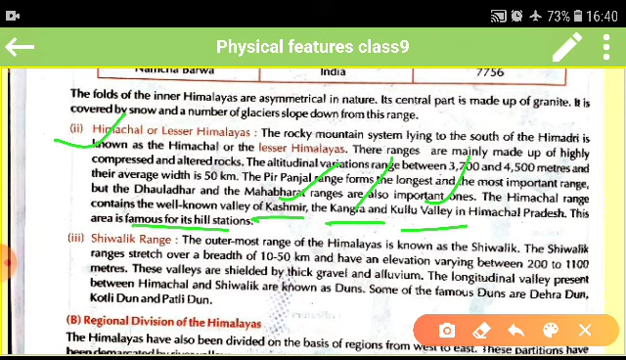 73% 16:40
Physical features class9
Namcha Barwa India 7756
The folds of the inner Himalayas are asymmetrical in nature. Its central part is made up of granite. It is
covered by snow and a number of glaciers slope down from this range.
(ii) Himachal or Lesser Himalayas : The rocky mountain system lying to the south of the Himadri is
known as the Himachal or the lesser Himalayas. There ranges are mainly made up of highly
compressed and altered rocks. The altitudinal variations range between 3,700 and 4,500 metres and
their average width is 50 km. The Pir Panjal range forms the longest and the most important range,
but the Dhauladhar and the Mahabharat ranges are also important ones. The Himachal range
contains the well-known valley of Kashmir, the Kangra and Kullu Valley in Himachal Pradesh. This
area is famous for its hill stations.
(iii) Shiwalik Range : The outer-most range of the Himalayas is known as the Shiwalik. The Shiwalik
ranges stretch over a breadth of 10-50 km and have an elevation varying between 200 to 1100
metres. These valleys are shielded by thick gravel and alluvium. The longitudinal valley present
between Himachal and Shiwalik are known as Duns. Some of the famous Duns are Dehra Dun,
Kotli Dun and Patli Dun.
(B) Regional Division of the Himalayas
The Himalayas have also been divided on the basis of regions from west to east. These partitions have
been demarcated by river